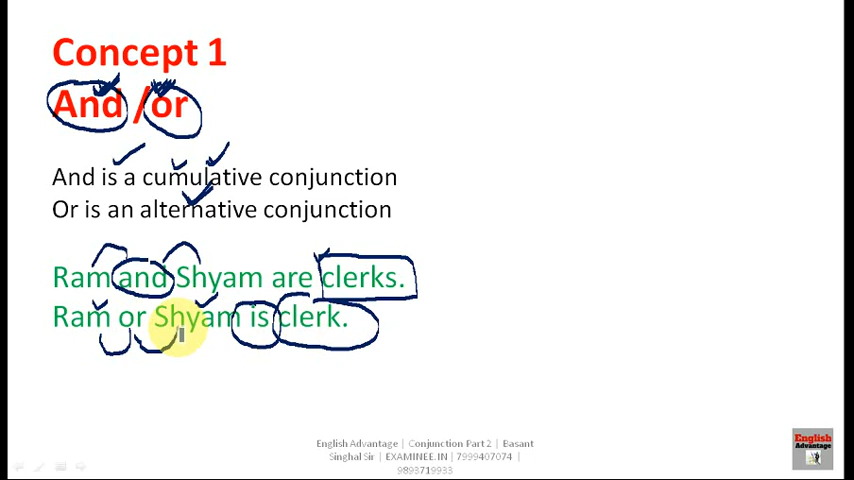 Concept 1
And /or
And is a cumulative conjunction
Or is an alternative conjunction
Ram and Shyam are clerks.
Ram or Shyam is clerk.
English Advantage | Conjunction Part 2 | Basant
Singhal Sir | EXAMINEE.IN | 7999407074 |
9893719933
English
Advantage